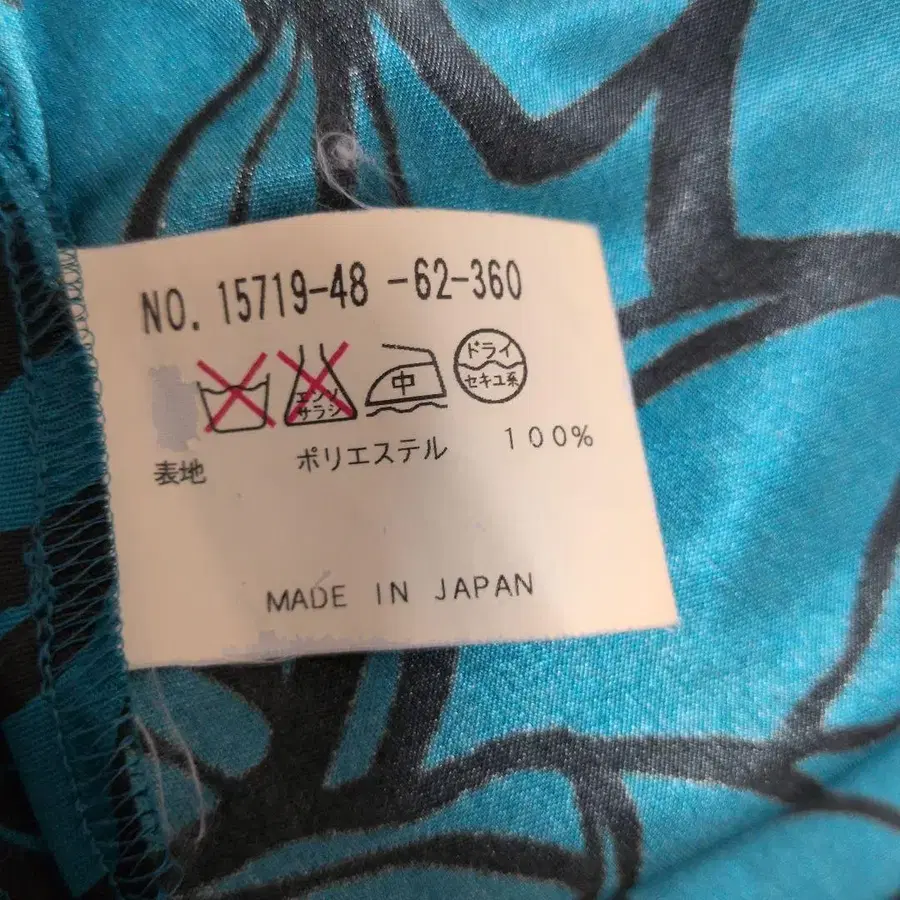 NO. 15719-48 -62-360
エンソ
サラシ
中
ドライ
セキユ系
表地 ポリエステル 100%
MADE IN JAPAN